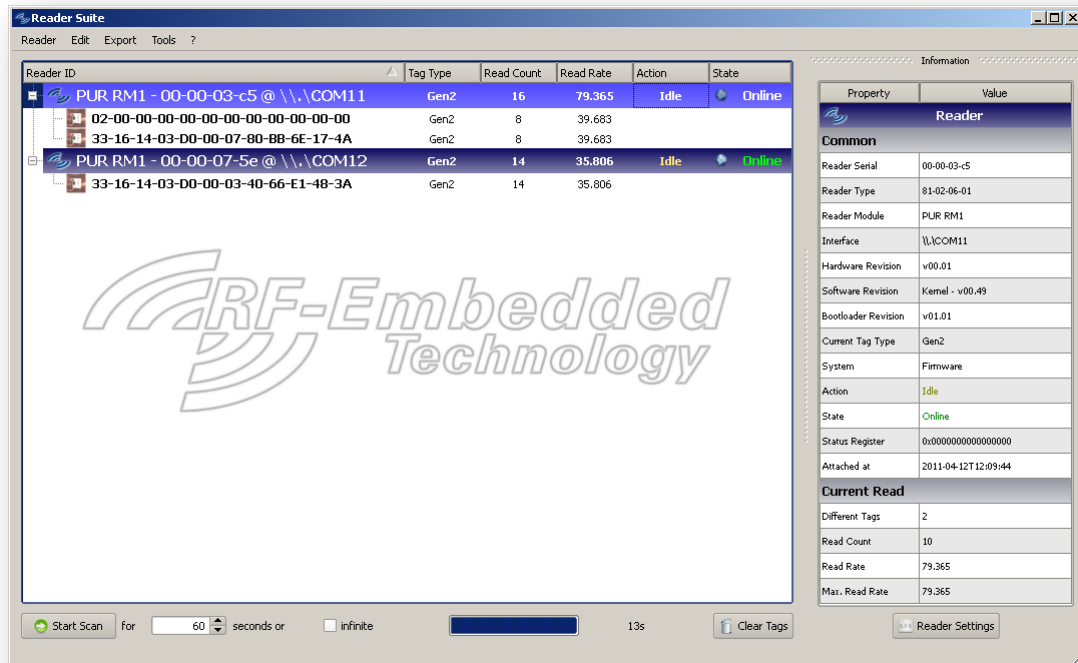 Reader Suite
Reader Edit Export Tools ?
Reader ID Tag Type Read Count Read Rate Action State
PUR RM1 - 00-00-03-c5 @ \\.\COM11 Gen2 16 79.365 Idle Online
02-00-00-00-00-00-00-00-00-00-00-00 Gen2 8 39.683
33-16-14-03-D0-00-07-80-BB-6E-17-4A Gen2 8 39.683
PUR RM1 - 00-00-07-5e @ \\.\COM12 Gen2 14 35.806 Idle Online
33-16-14-03-D0-00-03-40-66-E1-48-3A Gen2 14 35.806
RF-Embedded
Technology
Start Scan for 60 seconds or infinite 13s Clear Tags
Information
Property Value
Reader
Common
Reader Serial 00-00-03-c5
Reader Type 81-02-06-01
Reader Module PUR RM1
Interface \\.\COM11
Hardware Revision v00.01
Software Revision Kernel - v00.49
Bootloader Revision v01.01
Current Tag Type Gen2
System Firmware
Action Idle
State Online
Status Register 0x0000000000000000
Attached at 2011-04-12T12:09:44
Current Read
Different Tags 2
Read Count 10
Read Rate 79.365
Max. Read Rate 79.365
Reader Settings